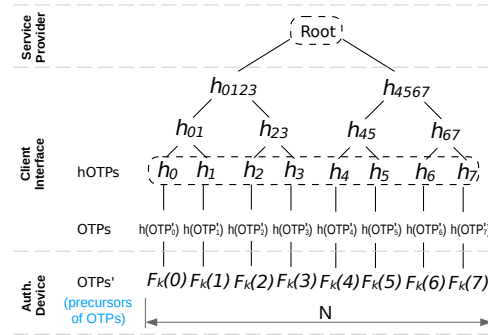 Service Provider
Root
h0123 h4567
h01 h23 h45 h67
Client Interface
hOTPs h0 h1 h2 h3 h4 h5 h6 h7
OTPs h(OTP'0) h(OTP'1) h(OTP'2) h(OTP'3) h(OTP'4) h(OTP'5) h(OTP'6) h(OTP'7)
Auth. Device
OTPs' Fk(0) Fk(1) Fk(2) Fk(3) Fk(4) Fk(5) Fk(6) Fk(7)
(precursors
of OTPs)
N